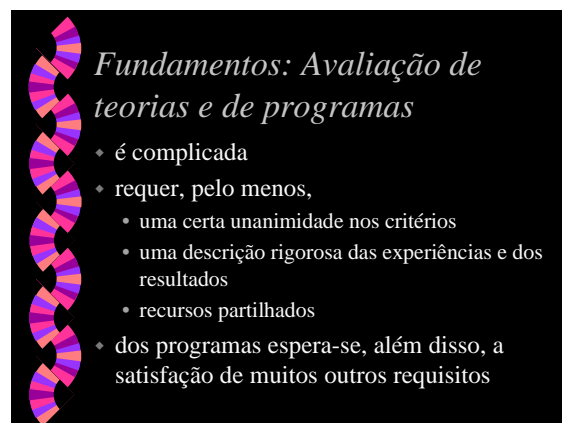 Fundamentos: Avaliação de
teorias e de programas
é complicada
requer, pelo menos,
uma certa unanimidade nos critérios
uma descrição rigorosa das experiências e dos
resultados
recursos partilhados
dos programas espera-se, além disso, a
satisfação de muitos outros requisitos